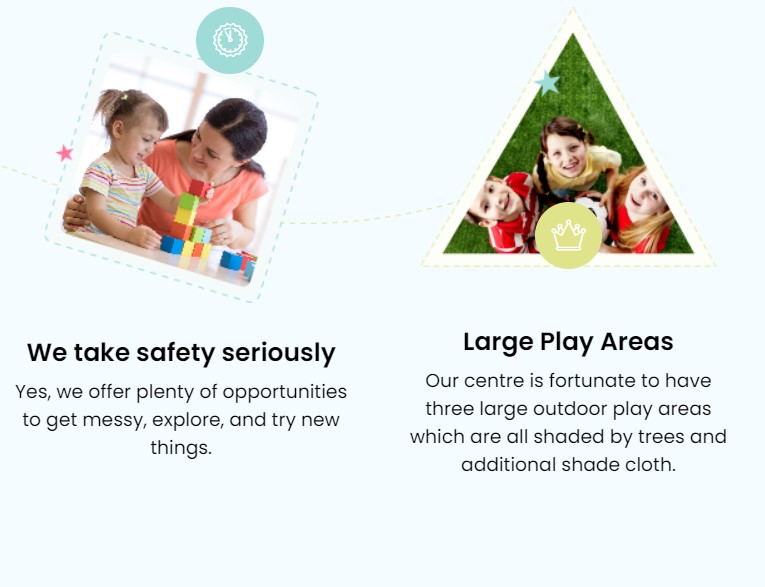 We take safety seriously
Yes, we offer plenty of opportunities
to get messy, explore, and try new
things.
Large Play Areas
Our centre is fortunate to have
three large outdoor play areas
which are all shaded by trees and
additional shade cloth.